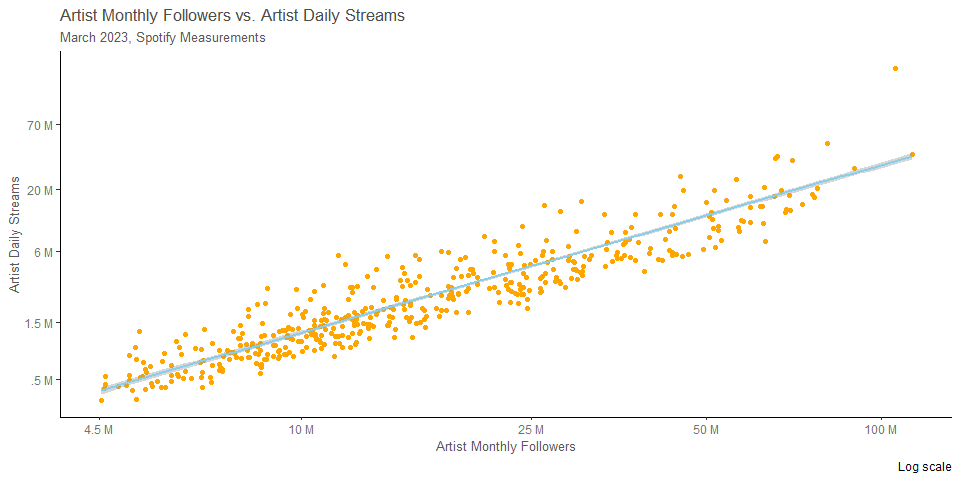 Artist Monthly Followers vs. Artist Daily Streams
March 2023, Spotify Measurements
Artist Daily Streams
70 M
20 M
6 M
1.5 M
.5 M
4.5 M
10 M
25 M
50 M
100 M
Artist Monthly Followers
Log scale